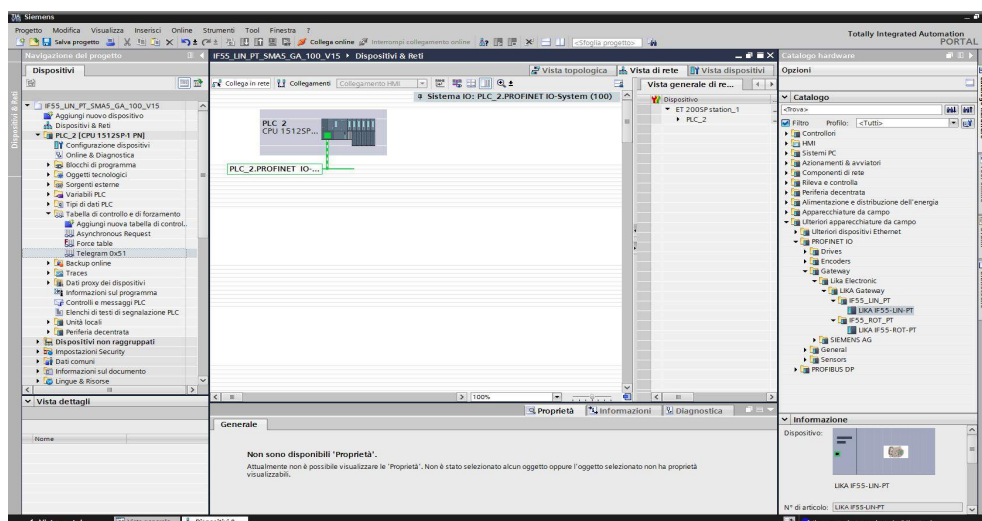 Siemens
Progetto Modifica Visualizza Inserisci Online Strumenti Tool Finestra ?
Totally Integrated Automation
PORTAL
Salva progetto Collega online Interrompi collegamento online <Sfoglia progetto>
Navigazione del progetto
IF55_LIN_PT_SMA5_GA_100_V15 ▸ Dispositivi & Reti
Catalogo hardware
Dispositivi
Vista topologica Vista di rete Vista dispositivi
Opzioni
Collega in rete Collegamenti Collegamento HMI
Vista generale di re...
Sistema IO: PLC_2.PROFINET IO-System (100)
Dispositivo
ET 200SP station_1
PLC_2
PLC_2
CPU 1512SP...
PLC_2.PROFINET IO-...
Dispositivi & Reti
IF55_LIN_PT_SMA5_GA_100_V15
Aggiungi nuovo dispositivo
Dispositivi & Reti
PLC_2 [CPU 1512SP-1 PN]
Configurazione dispositivi
Online & Diagnostica
Blocchi di programma
Oggetti tecnologici
Sorgenti esterne
Variabili PLC
Tipi di dati PLC
Tabella di controllo e di forzamento
Aggiungi nuova tabella di control..
Asynchronous Request
Force table
Telegram 0x51
Backup online
Traces
Dati proxy dei dispositivi
Informazioni sul programma
Controlli e messaggi PLC
Elenchi di testi di segnalazione PLC
Unità locali
Periferia decentrata
Dispositivi non raggruppati
Impostazioni Security
Dati comuni
Informazioni sul documento
Lingue & Risorse
Vista dettagli
Nome
100%
Proprietà Informazioni Diagnostica
Generale
Non sono disponibili 'Proprietà'.
Attualmente non è possibile visualizzare le 'Proprietà'. Non è stato selezionato alcun oggetto oppure l'oggetto selezionato non ha proprietà
visualizzabili.
Catalogo
<Trova>
Filtro Profilo: <Tutti>
Controllori
HMI
Sistemi PC
Azionamenti & avviatori
Componenti di rete
Rileva e controlla
Periferia decentrata
Alimentazione e distribuzione dell'energia
Apparecchiature da campo
Ulteriori apparecchiature da campo
Ulteriori dispositivi Ethernet
PROFINET IO
Drives
Encoders
Gateway
Lika Electronic
LIKA Gateway
IF55_LIN_PT
LIKA IF55-LIN-PT
IF55_ROT_PT
LIKA IF55-ROT-PT
SIEMENS AG
General
Sensors
PROFIBUS DP
Informazione
Dispositivo:
LIKA IF55-LIN-PT
N° di articolo: LIKA IF55-LIN-PT